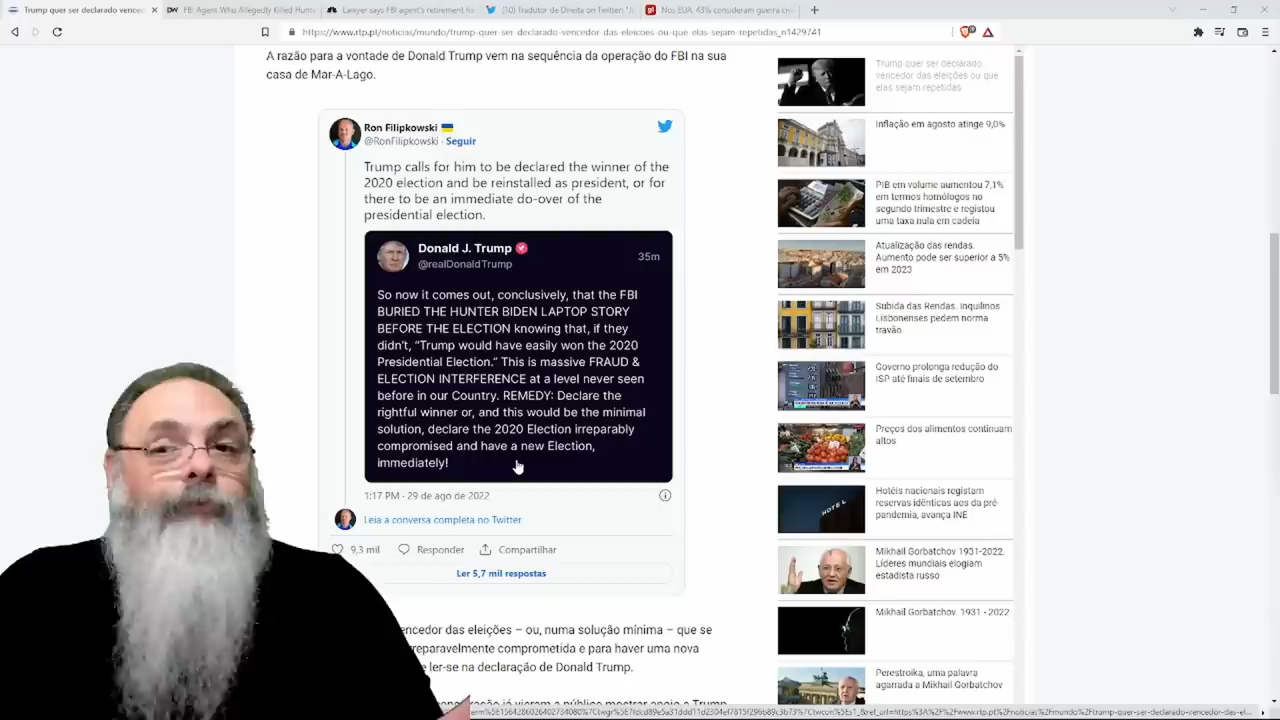 Trump quer ser declarado vence
FBI Agent Who Allegedly Killed Hunt
Lawyer says FBI agent's retirement ha
(10) Tradutor de Direita on Twitter: "J
Nos EUA, 43% consideram guerra civ
https://www.rtp.pt/noticias/mundo/trump-quer-ser-declarado-vencedor-das-eleicoes-ou-que-elas-sejam-repetidas_n1429741
A razão para a vontade de Donald Trump vem na sequência da operação do FBI na sua
casa de Mar-A-Lago.
Ron Filipkowski
@RonFilipkowski · Seguir
Trump calls for him to be declared the winner of the
2020 election and be reinstalled as president, or for
there to be an immediate do-over of the
presidential election.
Donald J. Trump
@realDonaldTrump
35m
So now it comes out, conclusively, that the FBI
BURIED THE HUNTER BIDEN LAPTOP STORY
BEFORE THE ELECTION knowing that, if they
didn't, "Trump would have easily won the 2020
Presidential Election." This is massive FRAUD &
ELECTION INTERFERENCE at a level never seen
before in our Country. REMEDY: Declare the
rightful winner or, and this would be the minimal
solution, declare the 2020 Election irreparably
compromised and have a new Election,
immediately!
1:17 PM · 29 de ago de 2022
Leia a conversa completa no Twitter
9,3 mil
Responder
Compartilhar
Ler 5,7 mil respostas
encedor das eleições – ou, numa solução mínima – que se
rreparavelmente comprometida e para haver uma nova
ler-se na declaração de Donald Trump.
Trump quer ser declarado
vencedor das eleições ou que
elas sejam repetidas
Inflação em agosto atinge 9,0%
PIB em volume aumentou 7,1%
em termos homólogos no
segundo trimestre e registou
uma taxa nula em cadeia
Atualização das rendas.
Aumento pode ser superior a 5%
em 2023
Subida das Rendas. Inquilinos
Lisbonenses pedem norma
travão
Governo prolonga redução do
ISP até finais de setembro
Preços dos alimentos continuam
altos
HOTEL
Hotéis nacionais registam
reservas idênticas aos da pré-
pandemia, avança INE
Mikhail Gorbatchov 1931-2022.
Líderes mundiais elogiam
estadista russo
Mikhail Gorbatchov. 1931 - 2022
Perestroika, uma palavra
agarrada a Mikhail Gorbatchov